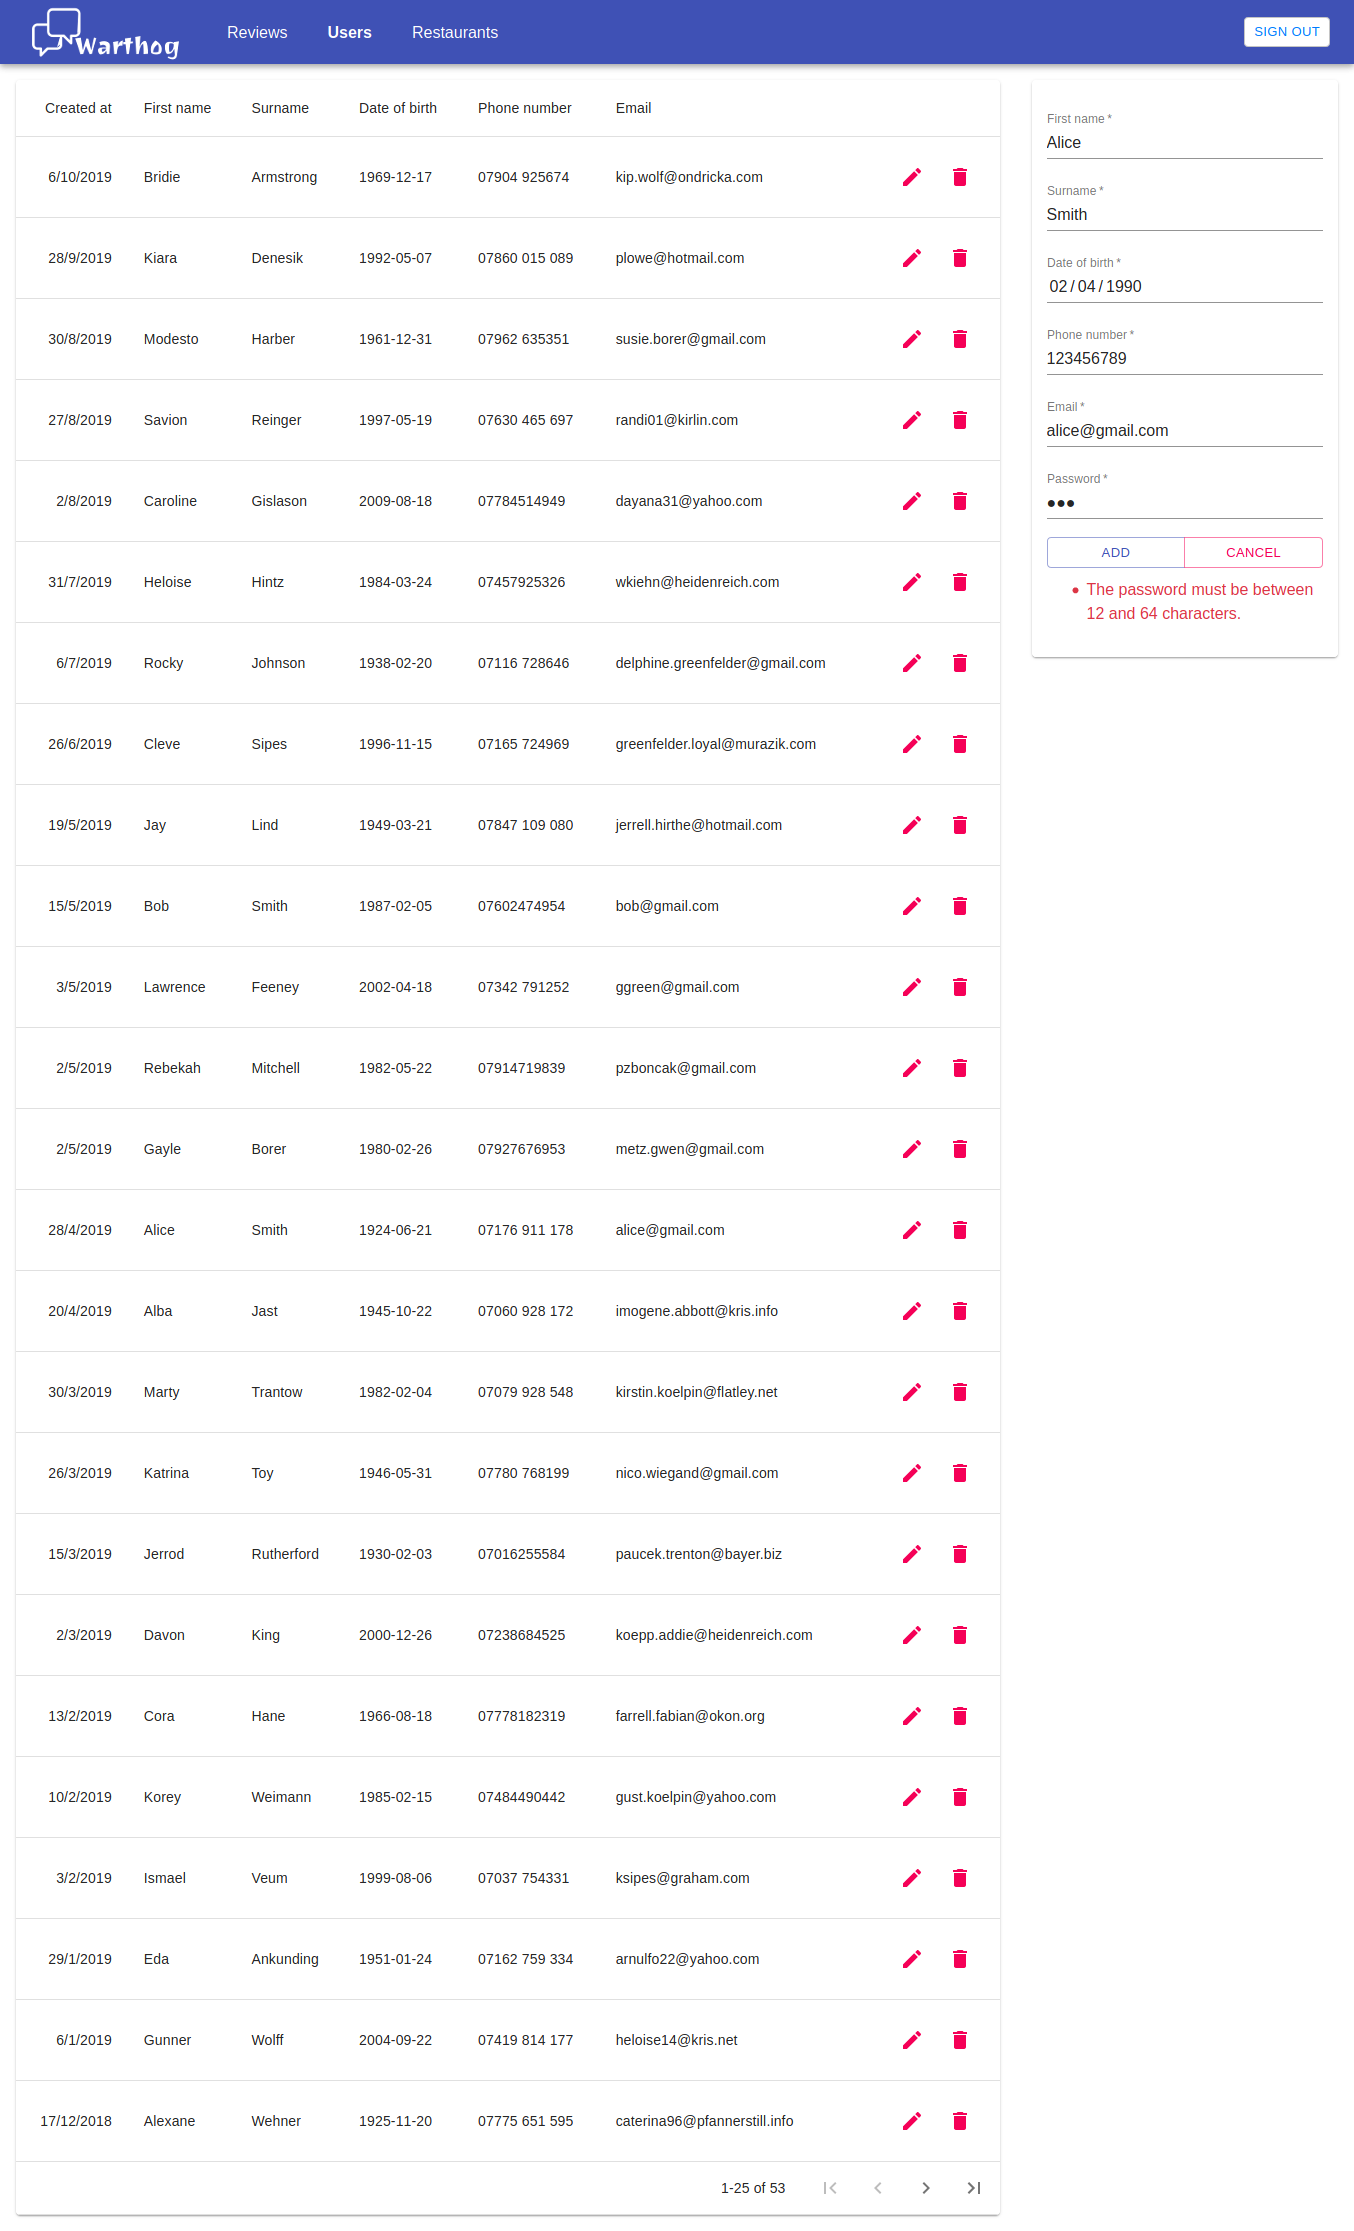 Warthog Reviews Users Restaurants SIGN OUT
Created at First name Surname Date of birth Phone number Email
6/10/2019 Bridie Armstrong 1969-12-17 07904 925674 kip.wolf@ondricka.com
28/9/2019 Kiara Denesik 1992-05-07 07860 015 089 plowe@hotmail.com
30/8/2019 Modesto Harber 1961-12-31 07962 635351 susie.borer@gmail.com
27/8/2019 Savion Reinger 1997-05-19 07630 465 697 randi01@kirlin.com
2/8/2019 Caroline Gislason 2009-08-18 07784514949 dayana31@yahoo.com
31/7/2019 Heloise Hintz 1984-03-24 07457925326 wkiehn@heidenreich.com
6/7/2019 Rocky Johnson 1938-02-20 07116 728646 delphine.greenfelder@gmail.com
26/6/2019 Cleve Sipes 1996-11-15 07165 724969 greenfelder.loyal@murazik.com
19/5/2019 Jay Lind 1949-03-21 07847 109 080 jerrell.hirthe@hotmail.com
15/5/2019 Bob Smith 1987-02-05 07602474954 bob@gmail.com
3/5/2019 Lawrence Feeney 2002-04-18 07342 791252 ggreen@gmail.com
2/5/2019 Rebekah Mitchell 1982-05-22 07914719839 pzboncak@gmail.com
2/5/2019 Gayle Borer 1980-02-26 07927676953 metz.gwen@gmail.com
28/4/2019 Alice Smith 1924-06-21 07176 911 178 alice@gmail.com
20/4/2019 Alba Jast 1945-10-22 07060 928 172 imogene.abbott@kris.info
30/3/2019 Marty Trantow 1982-02-04 07079 928 548 kirstin.koelpin@flatley.net
26/3/2019 Katrina Toy 1946-05-31 07780 768199 nico.wiegand@gmail.com
15/3/2019 Jerrod Rutherford 1930-02-03 07016255584 paucek.trenton@bayer.biz
2/3/2019 Davon King 2000-12-26 07238684525 koepp.addie@heidenreich.com
13/2/2019 Cora Hane 1966-08-18 07778182319 farrell.fabian@okon.org
10/2/2019 Korey Weimann 1985-02-15 07484490442 gust.koelpin@yahoo.com
3/2/2019 Ismael Veum 1999-08-06 07037 754331 ksipes@graham.com
29/1/2019 Eda Ankunding 1951-01-24 07162 759 334 arnulfo22@yahoo.com
6/1/2019 Gunner Wolff 2004-09-22 07419 814 177 heloise14@kris.net
17/12/2018 Alexane Wehner 1925-11-20 07775 651 595 caterina96@pfannerstill.info
1-25 of 53
First name *
Alice
Surname *
Smith
Date of birth *
02 / 04 / 1990
Phone number *
123456789
Email *
alice@gmail.com
Password *
●●●
ADD CANCEL
• The password must be between
12 and 64 characters.